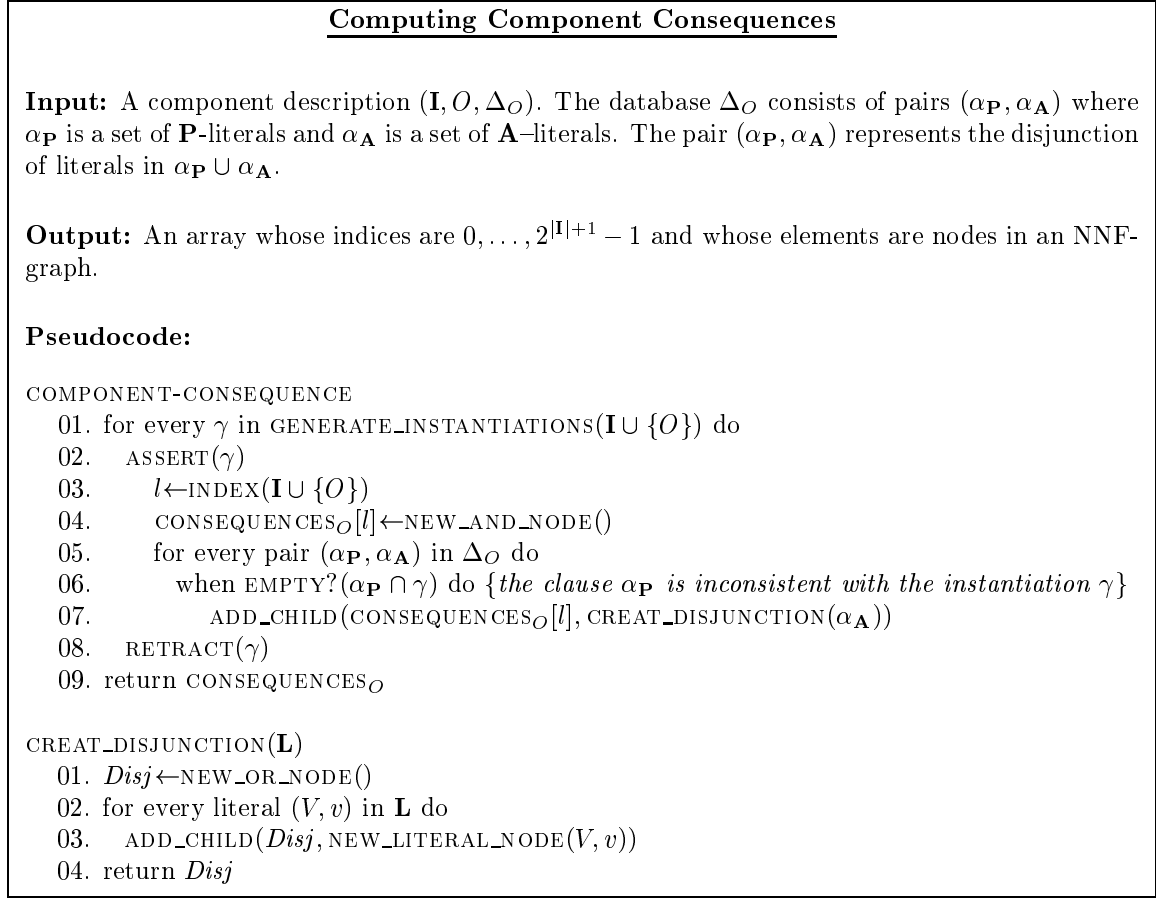 Computing Component Consequences
Input: A component description (I, O, Δ_O). The database Δ_O consists of pairs (α_P, α_A) where
α_P is a set of P-literals and α_A is a set of A–literals. The pair (α_P, α_A) represents the disjunction
of literals in α_P ∪ α_A.
Output: An array whose indices are 0, . . . , 2^{|I|+1} − 1 and whose elements are nodes in an NNF-
graph.
Pseudocode:
COMPONENT-CONSEQUENCE
01. for every γ in GENERATE_INSTANTIATIONS(I ∪ {O}) do
02. ASSERT(γ)
03. l←INDEX(I ∪ {O})
04. CONSEQUENCES_O[l]←NEW_AND_NODE()
05. for every pair (α_P, α_A) in Δ_O do
06. when EMPTY?(α_P ∩ γ) do {the clause α_P is inconsistent with the instantiation γ}
07. ADD_CHILD(CONSEQUENCES_O[l], CREAT_DISJUNCTION(α_A))
08. RETRACT(γ)
09. return CONSEQUENCES_O
CREAT_DISJUNCTION(L)
01. Disj←NEW_OR_NODE()
02. for every literal (V, v) in L do
03. ADD_CHILD(Disj, NEW_LITERAL_NODE(V, v))
04. return Disj